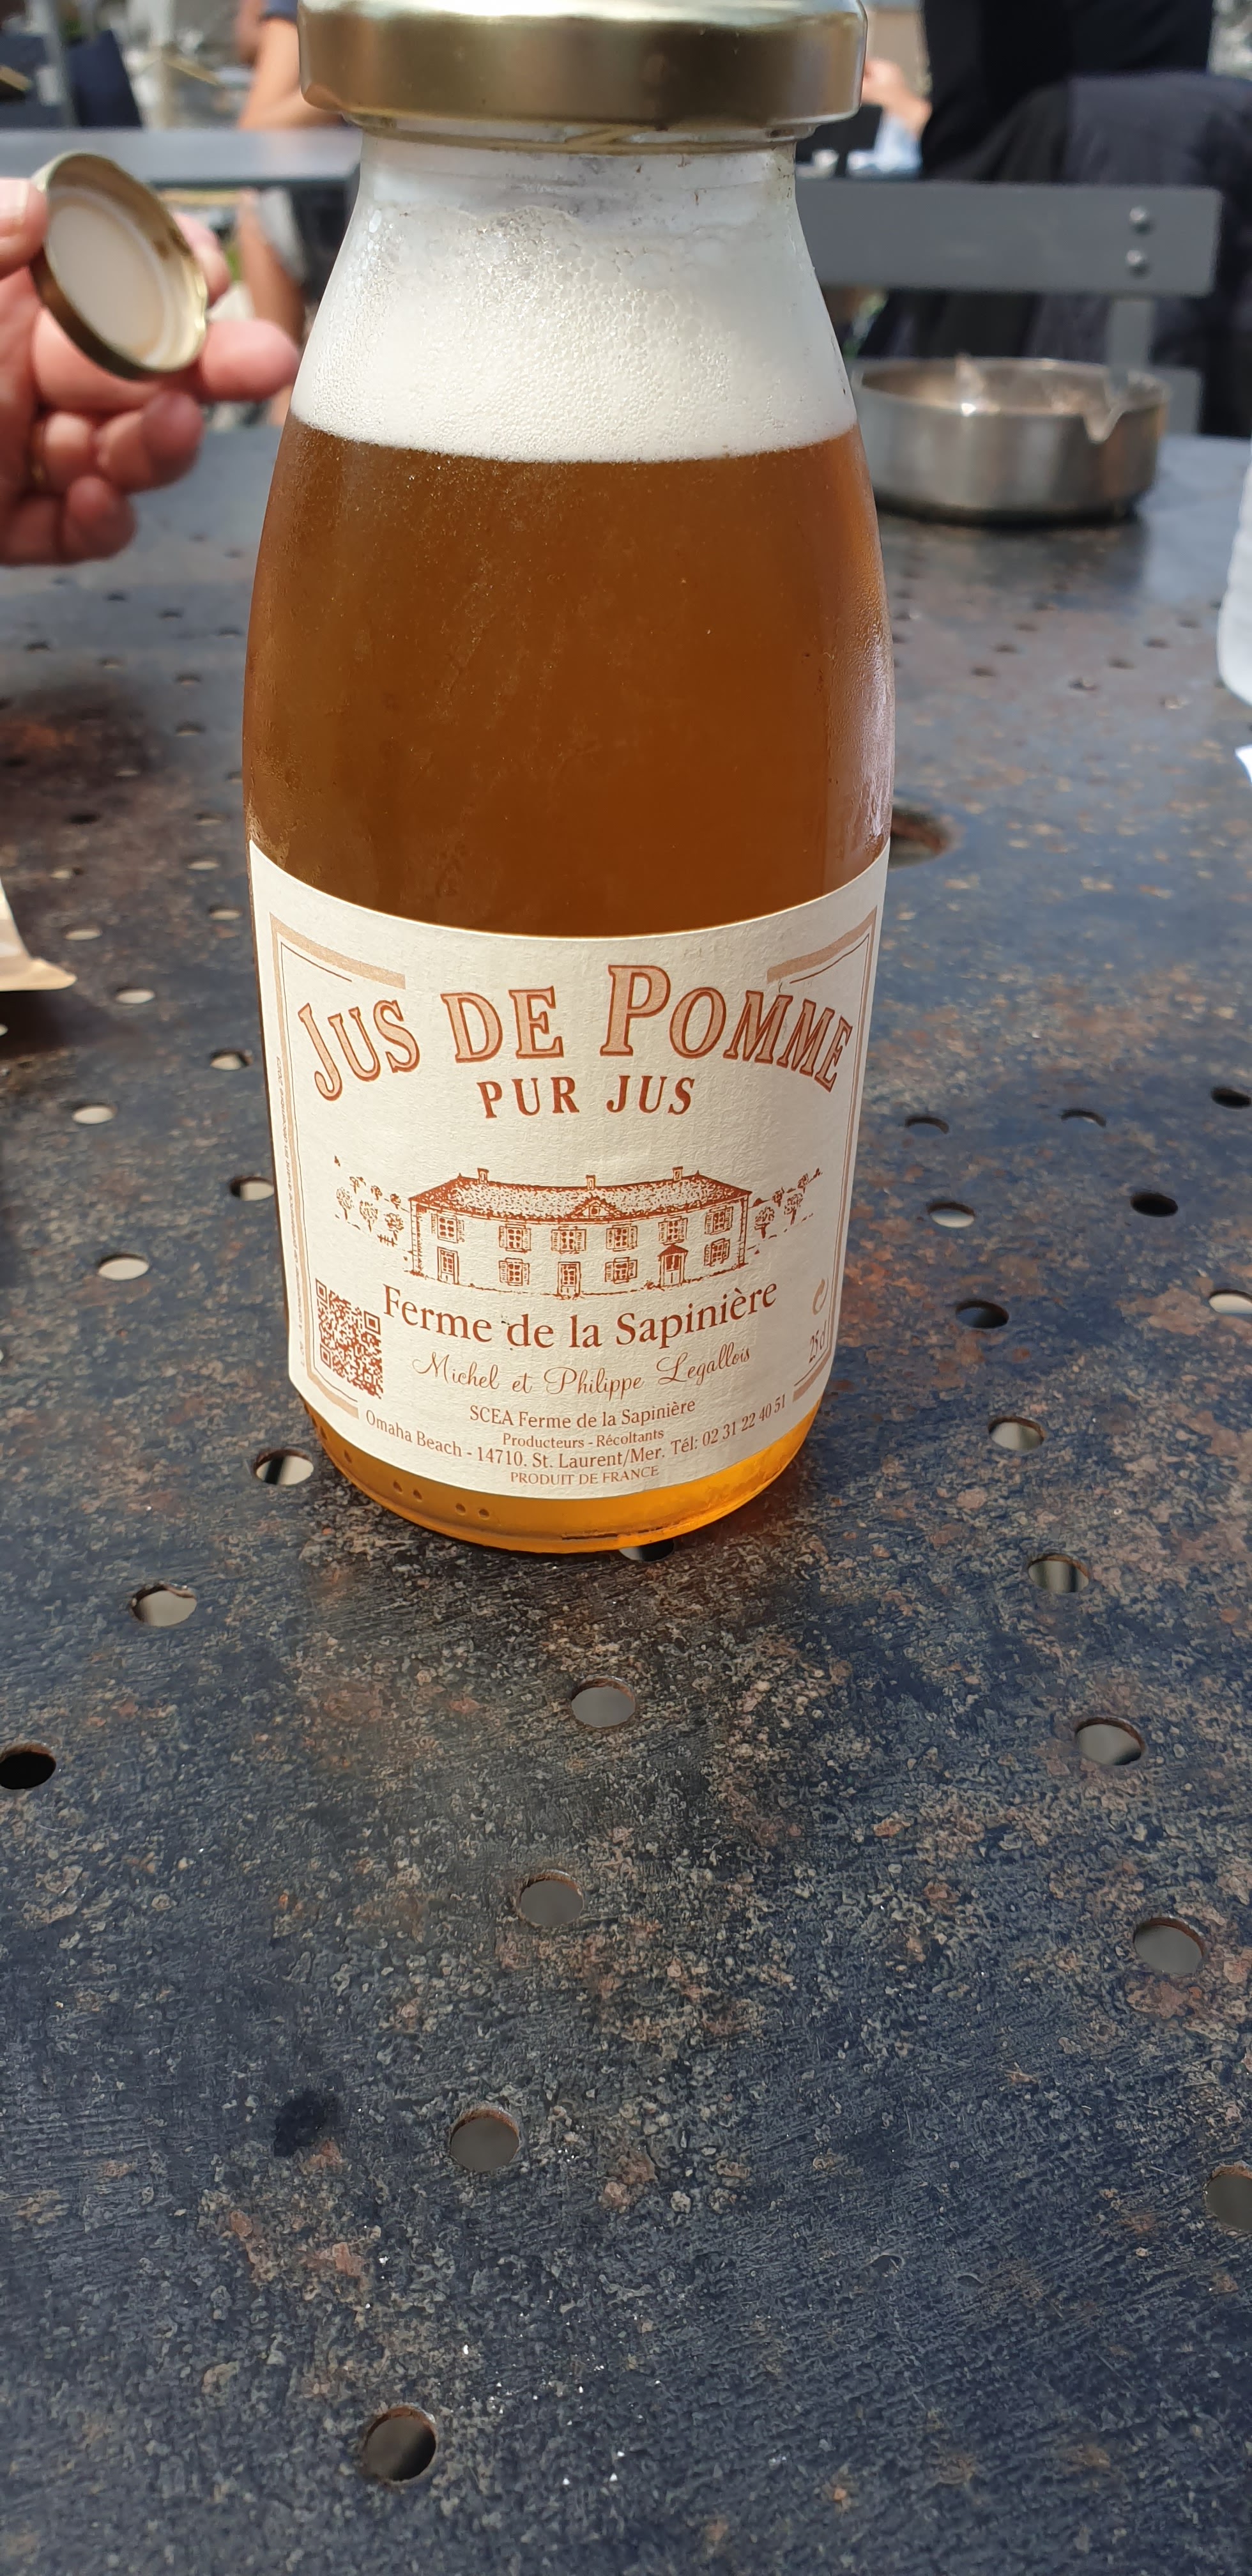 JUS DE POMME
PUR JUS
Ferme de la Sapinière
Michel et Philippe Legallois
25 cl
SCEA Ferme de la Sapinière
Producteurs - Récoltants
Omaha Beach - 14710. St. Laurent/Mer. Tél: 02 31 22 40 51
PRODUIT DE FRANCE